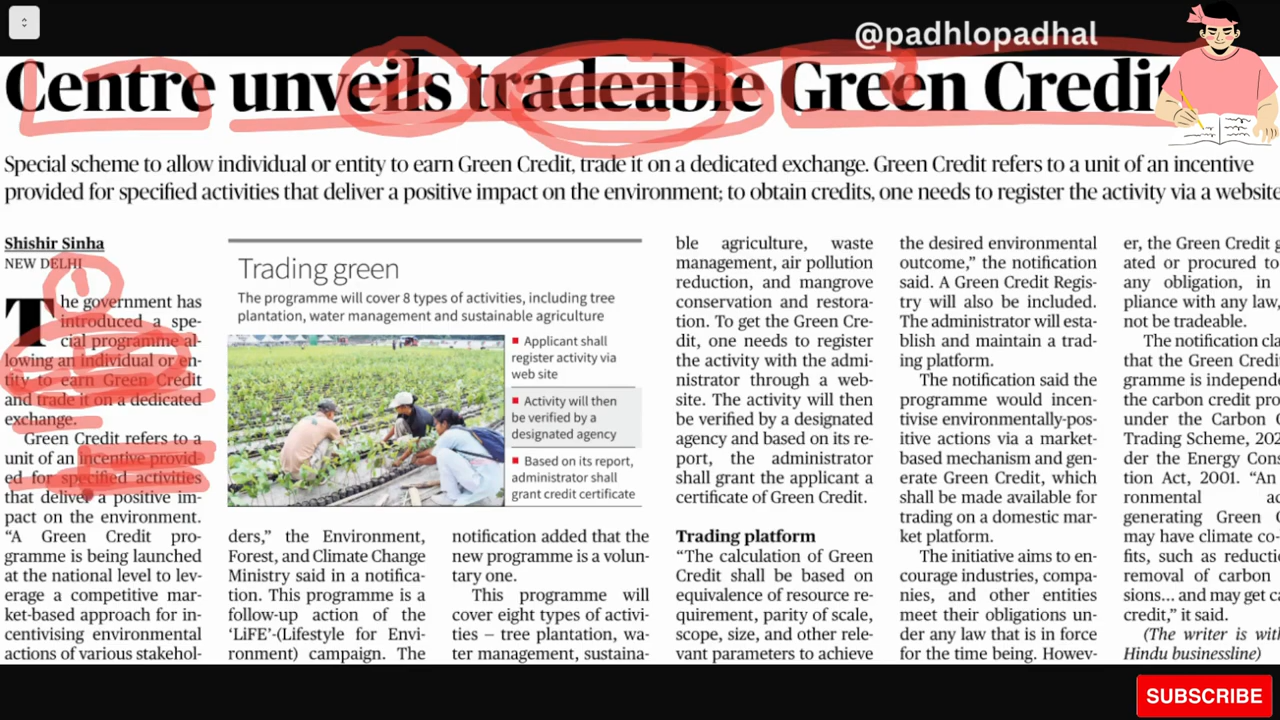 @padhlopadhal
Centre unveils tradeable Green Credit
Special scheme to allow individual or entity to earn Green Credit, trade it on a dedicated exchange. Green Credit refers to a unit of an incentive
provided for specified activities that deliver a positive impact on the environment; to obtain credits, one needs to register the activity via a website
Shishir Sinha
NEW DELHI
1
The government has
introduced a spe-
cial programme al-
lowing an individual or en-
tity to earn Green Credit
and trade it on a dedicated
exchange.
Green Credit refers to a
unit of an incentive provid-
ed for specified activities
that deliver a positive im-
pact on the environment.
“A Green Credit pro-
gramme is being launched
at the national level to lev-
erage a competitive mar-
ket-based approach for in-
centivising environmental
actions of various stakehol-
Trading green
The programme will cover 8 types of activities, including tree
plantation, water management and sustainable agriculture
Applicant shall
register activity via
web site
Activity will then
be verified by a
designated agency
Based on its report,
administrator shall
grant credit certificate
ders,” the Environment,
Forest, and Climate Change
Ministry said in a notifica-
tion. This programme is a
follow-up action of the
‘LiFE’-(Lifestyle for Envi-
ronment) campaign. The
notification added that the
new programme is a volun-
tary one.
This programme will
cover eight types of activi-
ties – tree plantation, wa-
ter management, sustaina-
ble agriculture, waste
management, air pollution
reduction, and mangrove
conservation and restora-
tion. To get the Green Cre-
dit, one needs to register
the activity with the admi-
nistrator through a web-
site. The activity will then
be verified by a designated
agency and based on its re-
port, the administrator
shall grant the applicant a
certificate of Green Credit.
Trading platform
“The calculation of Green
Credit shall be based on
equivalence of resource re-
quirement, parity of scale,
scope, size, and other rele-
vant parameters to achieve
the desired environmental
outcome,” the notification
said. A Green Credit Regis-
try will also be included.
The administrator will esta-
blish and maintain a trad-
ing platform.
The notification said the
programme would incen-
tivise environmentally-pos-
itive actions via a market-
based mechanism and gen-
erate Green Credit, which
shall be made available for
trading on a domestic mar-
ket platform.
The initiative aims to en-
courage industries, compa-
nies, and other entities
meet their obligations un-
der any law that is in force
for the time being. Howev-
er, the Green Credit g
ated or procured to
any obligation, in
pliance with any law,
not be tradeable.
The notification cla
that the Green Credi
gramme is independe
the carbon credit pro
under the Carbon C
Trading Scheme, 202
der the Energy Cons
tion Act, 2001. “An
ronmental ac
generating Green C
may have climate co-
fits, such as reducti
removal of carbon
sions... and may get ca
credit,” it said.
(The writer is with
Hindu businessline)
SUBSCRIBE